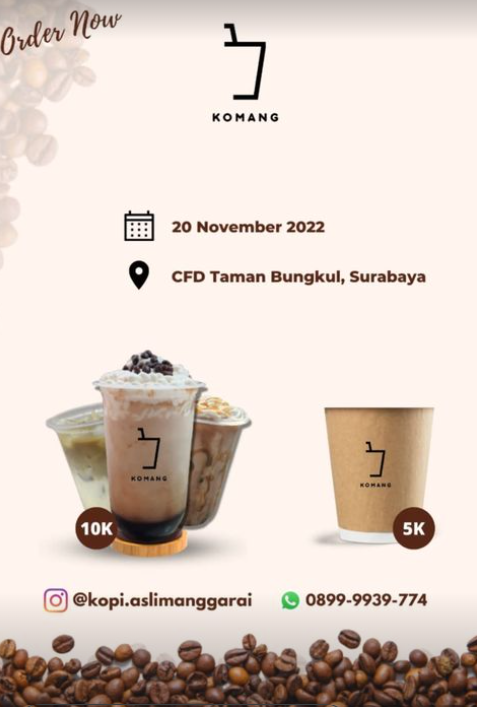 Order Now
KOMANG
20 November 2022
CFD Taman Bungkul, Surabaya
KOMANG
KOMANG
10K
5K
@kopi.aslimanggarai
0899-9939-774